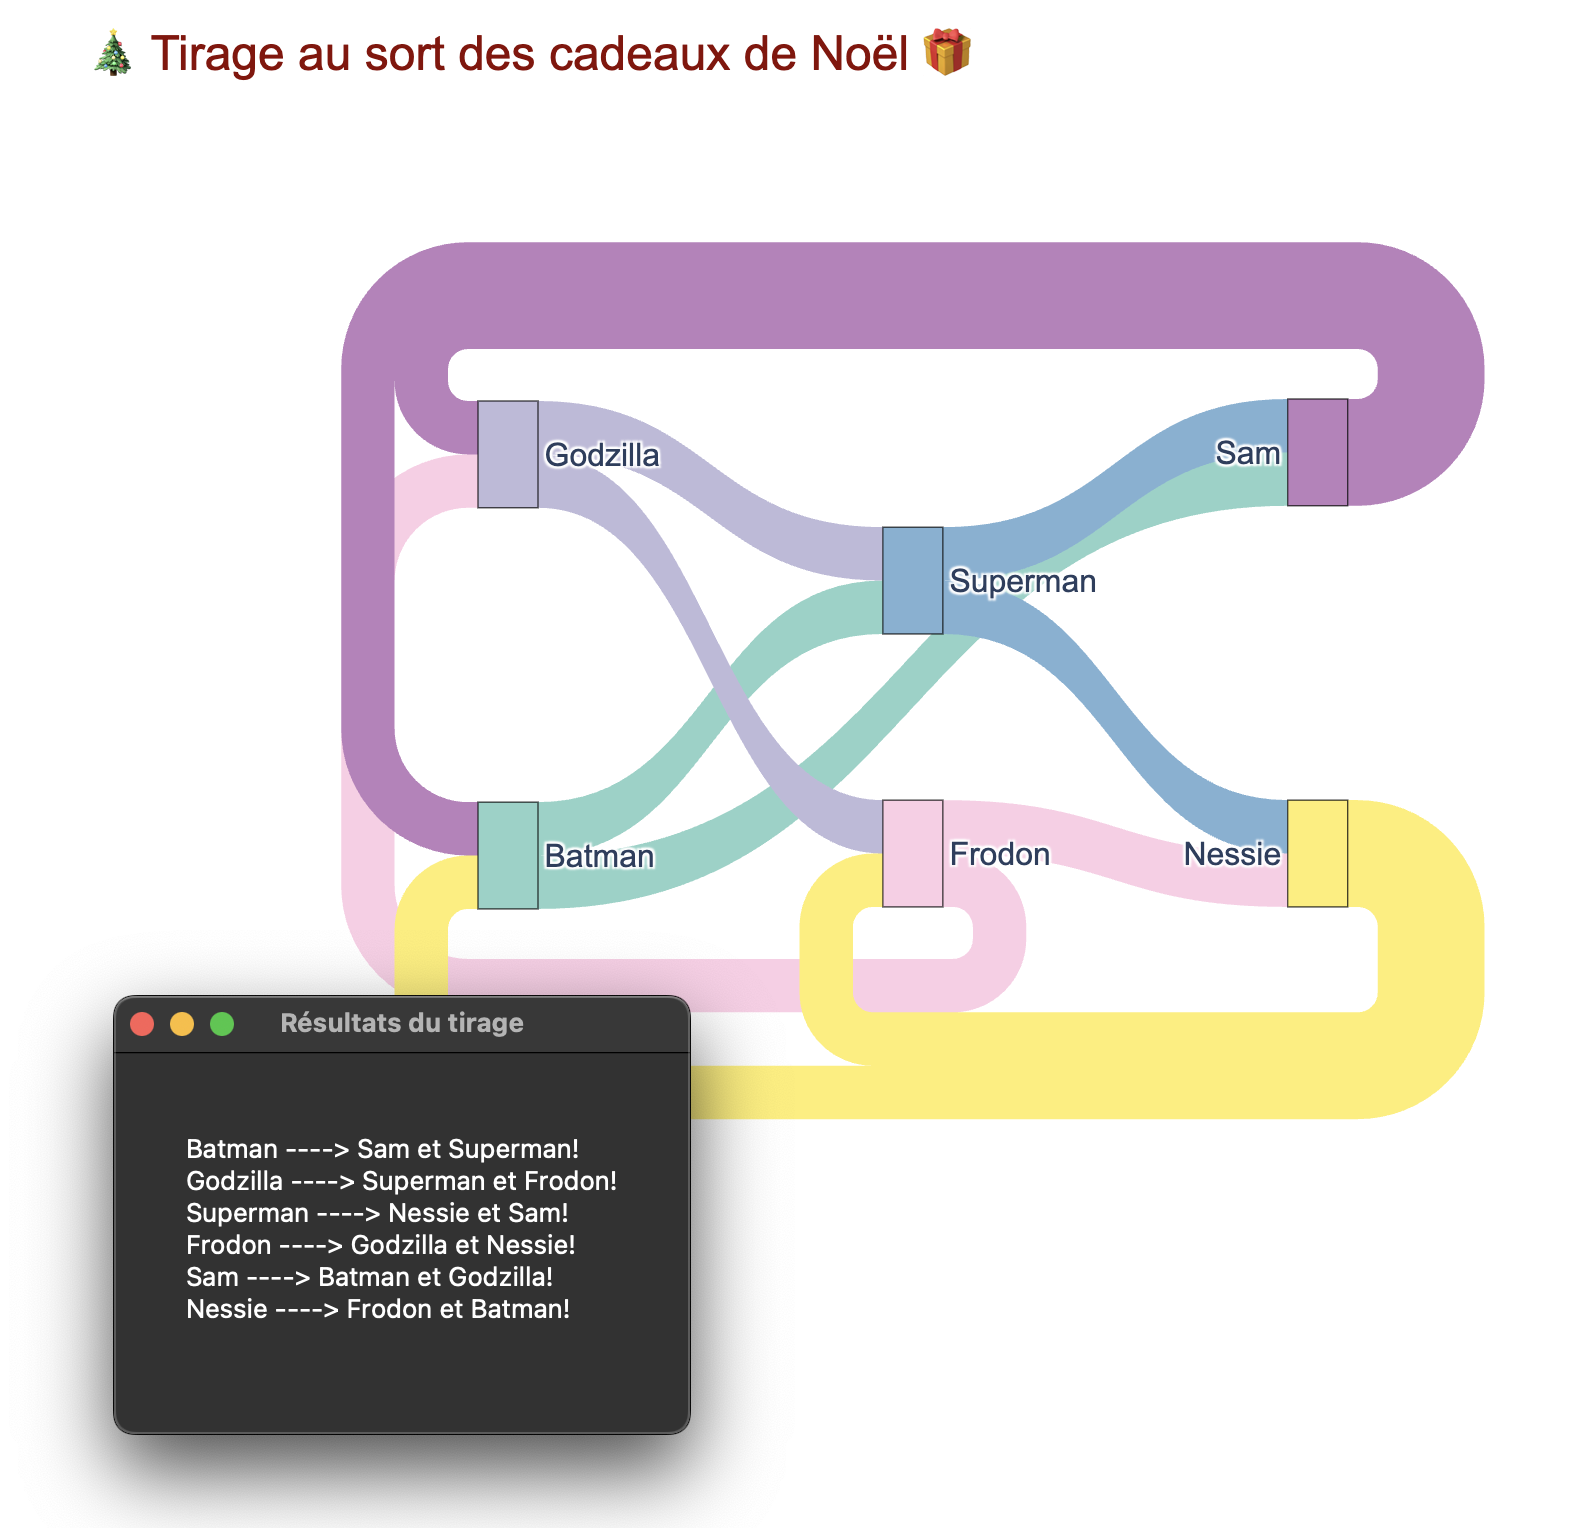 🎄 Tirage au sort des cadeaux de Noël 🎁
Godzilla
Sam
Superman
Batman
Frodon
Nessie
Résultats du tirage
Batman ----> Sam et Superman!
Godzilla ----> Superman et Frodon!
Superman ----> Nessie et Sam!
Frodon ----> Godzilla et Nessie!
Sam ----> Batman et Godzilla!
Nessie ----> Frodon et Batman!